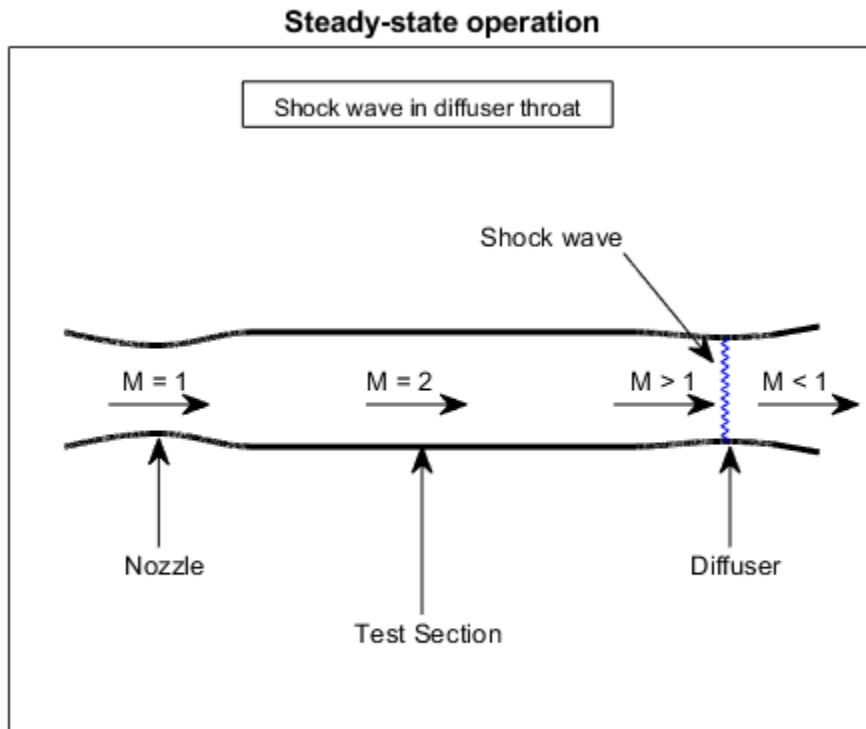 Steady-state operation
Shock wave in diffuser throat
Shock wave
M = 1
M = 2
M > 1
M < 1
Nozzle
Diffuser
Test Section